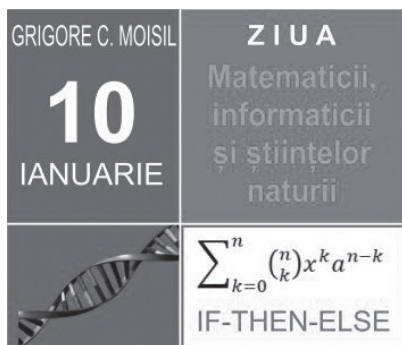 GRIGORE C. MOISIL
10
IANUARIE
ZIUA
Matematicii,
informaticii
și științelor
naturii
∑_{k=0}^{n} (n k) x^k a^{n−k}
IF-THEN-ELSE